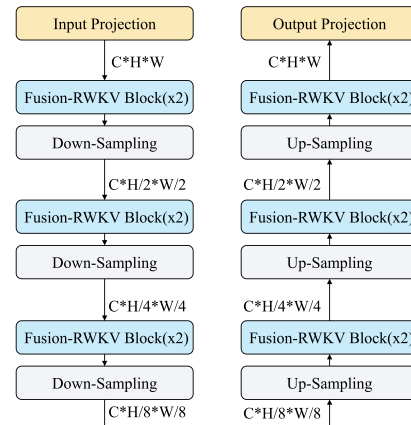 Input Projection
C*H*W
Fusion-RWKV Block(x2)
Down-Sampling
C*H/2*W/2
Fusion-RWKV Block(x2)
Down-Sampling
C*H/4*W/4
Fusion-RWKV Block(x2)
Down-Sampling
C*H/8*W/8
Output Projection
C*H*W
Fusion-RWKV Block(x2)
Up-Sampling
C*H/2*W/2
Fusion-RWKV Block(x2)
Up-Sampling
C*H/4*W/4
Fusion-RWKV Block(x2)
Up-Sampling
C*H/8*W/8